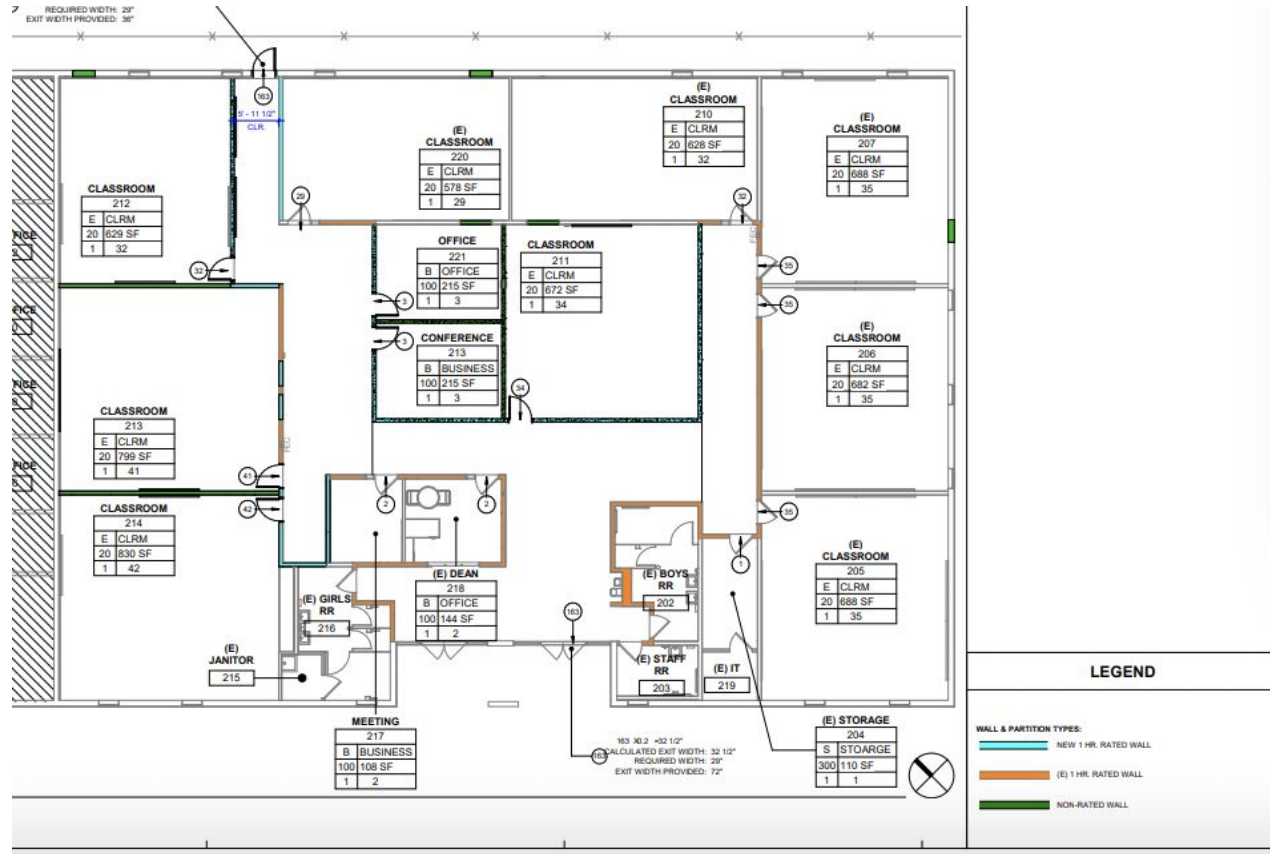 REQUIRED WIDTH: 29"
EXIT WIDTH PROVIDED: 36"
163
5' - 11 1/2"
CLR.
(E)
CLASSROOM
220
E CLRM
20 578 SF
1 29
(E)
CLASSROOM
210
E CLRM
20 628 SF
1 32
(E)
CLASSROOM
207
E CLRM
20 688 SF
1 35
CLASSROOM
212
E CLRM
20 629 SF
1 32
29
32
32
FEC
35
35
OFFICE
221
B OFFICE
100 215 SF
1 3
3
CLASSROOM
211
E CLRM
20 672 SF
1 34
CONFERENCE
213
B BUSINESS
100 215 SF
1 3
3
34
(E)
CLASSROOM
206
E CLRM
20 682 SF
1 35
FICE
FICE
FICE
FICE
CLASSROOM
213
E CLRM
20 799 SF
1 41
FEC
41
42
2
2
35
1
CLASSROOM
214
E CLRM
20 830 SF
1 42
(E)
CLASSROOM
205
E CLRM
20 688 SF
1 35
(E) DEAN
218
B OFFICE
100 144 SF
1 2
(E) BOYS
RR
202
(E) GIRLS
RR
216
163
(E)
JANITOR
215
(E) STAFF
RR
203
(E) IT
219
MEETING
217
B BUSINESS
100 108 SF
1 2
163 X0.2 =32 1/2"
CALCULATED EXIT WIDTH: 32 1/2"
REQUIRED WIDTH: 29"
EXIT WIDTH PROVIDED: 72"
163
(E) STORAGE
204
S STOARGE
300 110 SF
1 1
LEGEND
WALL & PARTITION TYPES:
NEW 1 HR. RATED WALL
(E) 1 HR. RATED WALL
NON-RATED WALL